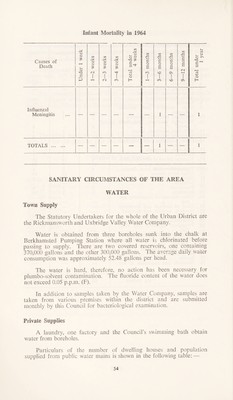 Infant Mortality in 1964
Cause of Death
Under 1 week
1—2 weeks
2—3 weeks
3—4 weeks
Total under 4 weeks
1—3 months
3—6 months
6—9 months
9—12 months
Total under 1 year
Influenzal Meningitis ... — — — — — — 1 — — 1
TOTALS ... ... — — — — — — 1 — — 1
SANITARY CIRCUMSTANCES OF THE AREA
WATER
Town Supply
The Statutory Undertakers for the whole of the Urban District are
the Rickmansworth and Uxbridge Valley Water Company.
Water is obtained from three boreholes sunk into the chalk at
Berkhamsted Pumping Station where all water is chlorinated before
passing to supply. There are two covered reservoirs, one containing
320,000 gallons and the other 300,000 gallons. The average daily water
consumption was approximately 52.48 gallons per head.
The water is hard, therefore, no action has been necessary for
plumbo-solvent contamination. The fluoride content of the water does
not exceed 0.05 p.p.m. (F).
In addition to samples taken by the Water Company, samples are
taken from various premises within the district and are submitted
monthly by this Council for bacteriological examination.
Private Supplies
A laundry, one factory and the Council's swimming bath obtain
water from boreholes.
Particulars of the number of dwelling houses and population
supplied from public water mains is shown in the following table: —
34